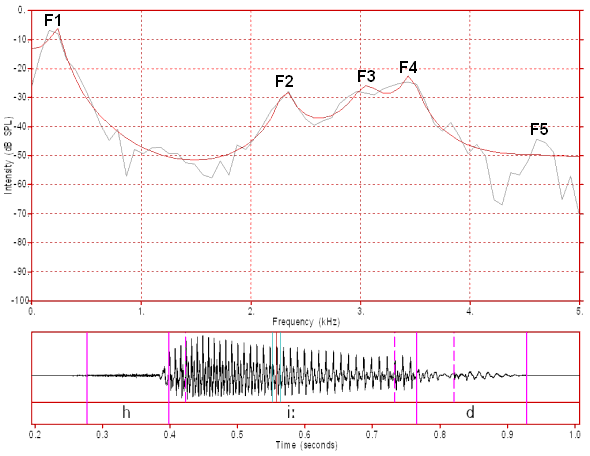 F1
F2
F3
F4
F5
0.
-10.
-20.
-30.
-40.
-50.
-60.
-70.
-80.
-90.
-100.
Intensity (dB SPL)
0. 1. 2. 3. 4. 5.
Frequency (kHz)
h i: d
0.2 0.3 0.4 0.5 0.6 0.7 0.8 0.9 1.0
Time (seconds)